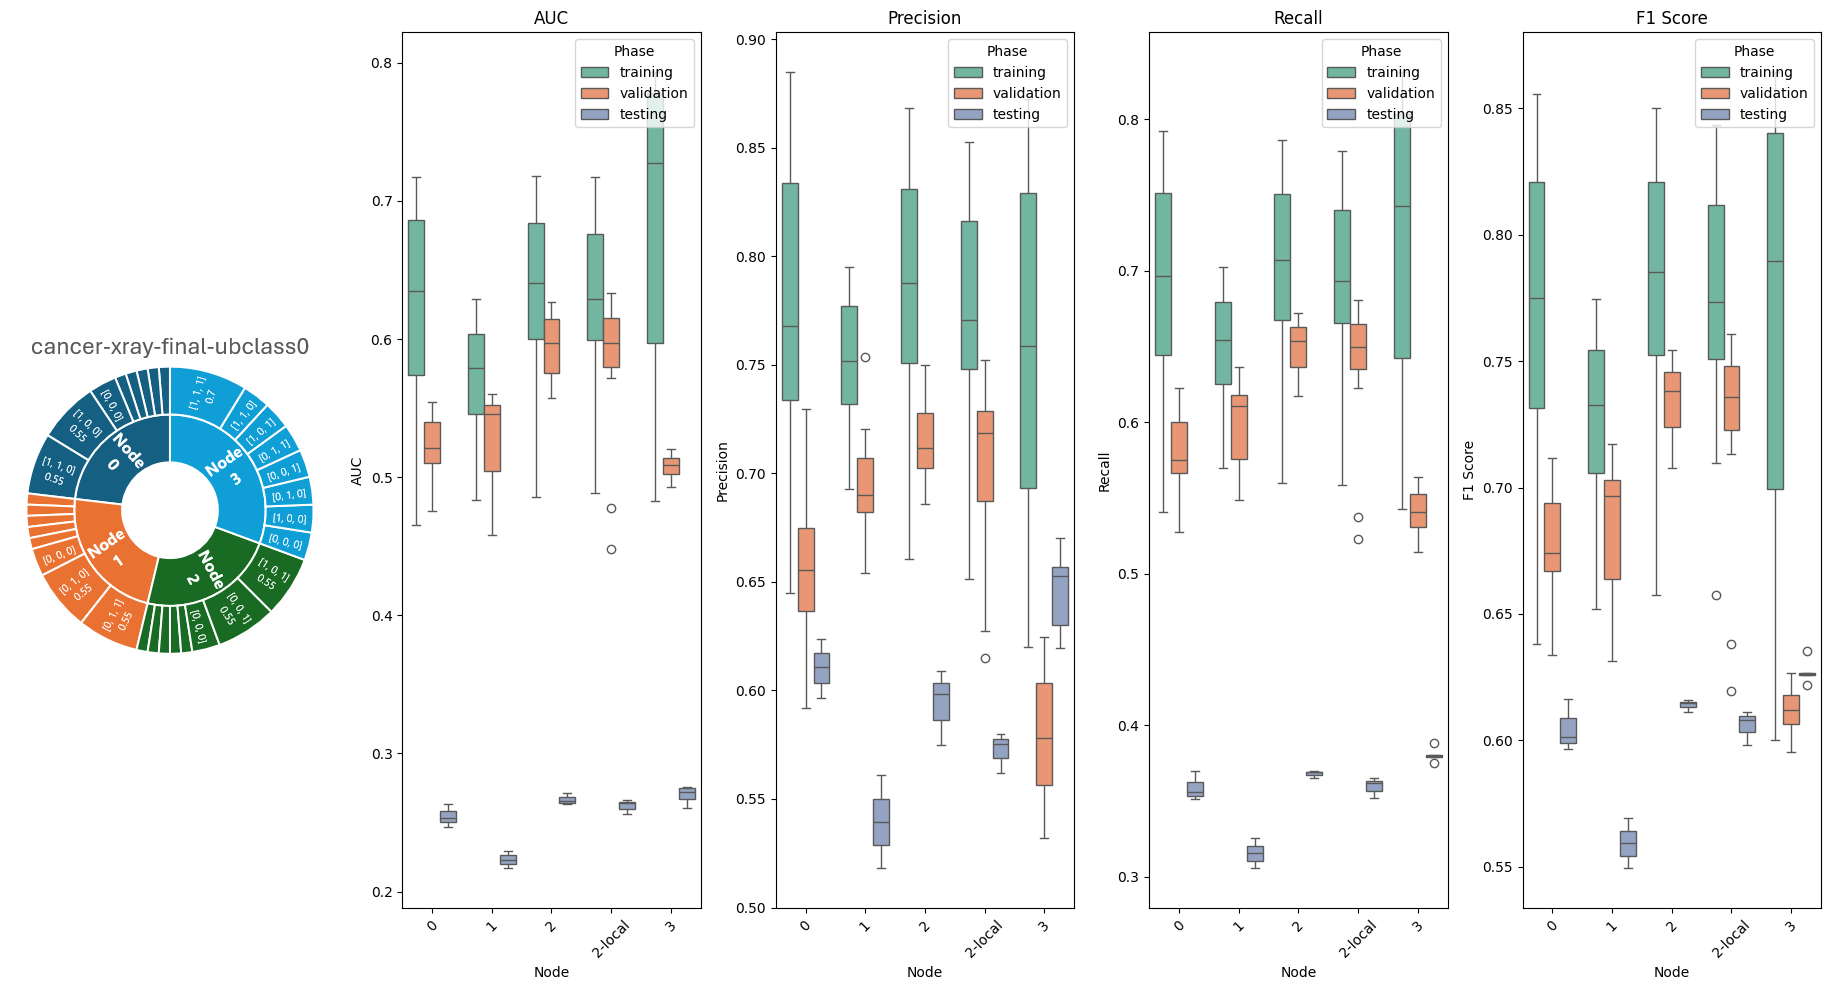 cancer-xray-final-ubclass0
Node 0
[1, 1, 0]
0.55
[1, 0, 0]
0.55
[0, 0, 0]
Node 3
[1, 1, 1]
0.7
[1, 1, 0]
[1, 0, 1]
[0, 1, 1]
[0, 0, 1]
[0, 1, 0]
[1, 0, 0]
[0, 0, 0]
Node 2
[1, 0, 1]
0.55
[0, 0, 1]
0.55
[0, 0, 0]
Node 1
[0, 1, 1]
0.55
[0, 1, 0]
0.55
[0, 0, 0]
AUC
Phase
training
validation
testing
AUC
0.8
0.7
0.6
0.5
0.4
0.3
0.2
0
1
2
2-local
3
Node
Precision
Phase
training
validation
testing
Precision
0.90
0.85
0.80
0.75
0.70
0.65
0.60
0.55
0.50
0
1
2
2-local
3
Node
Recall
Phase
training
validation
testing
Recall
0.8
0.7
0.6
0.5
0.4
0.3
0
1
2
2-local
3
Node
F1 Score
Phase
training
validation
testing
F1 Score
0.85
0.80
0.75
0.70
0.65
0.60
0.55
0
1
2
2-local
3
Node